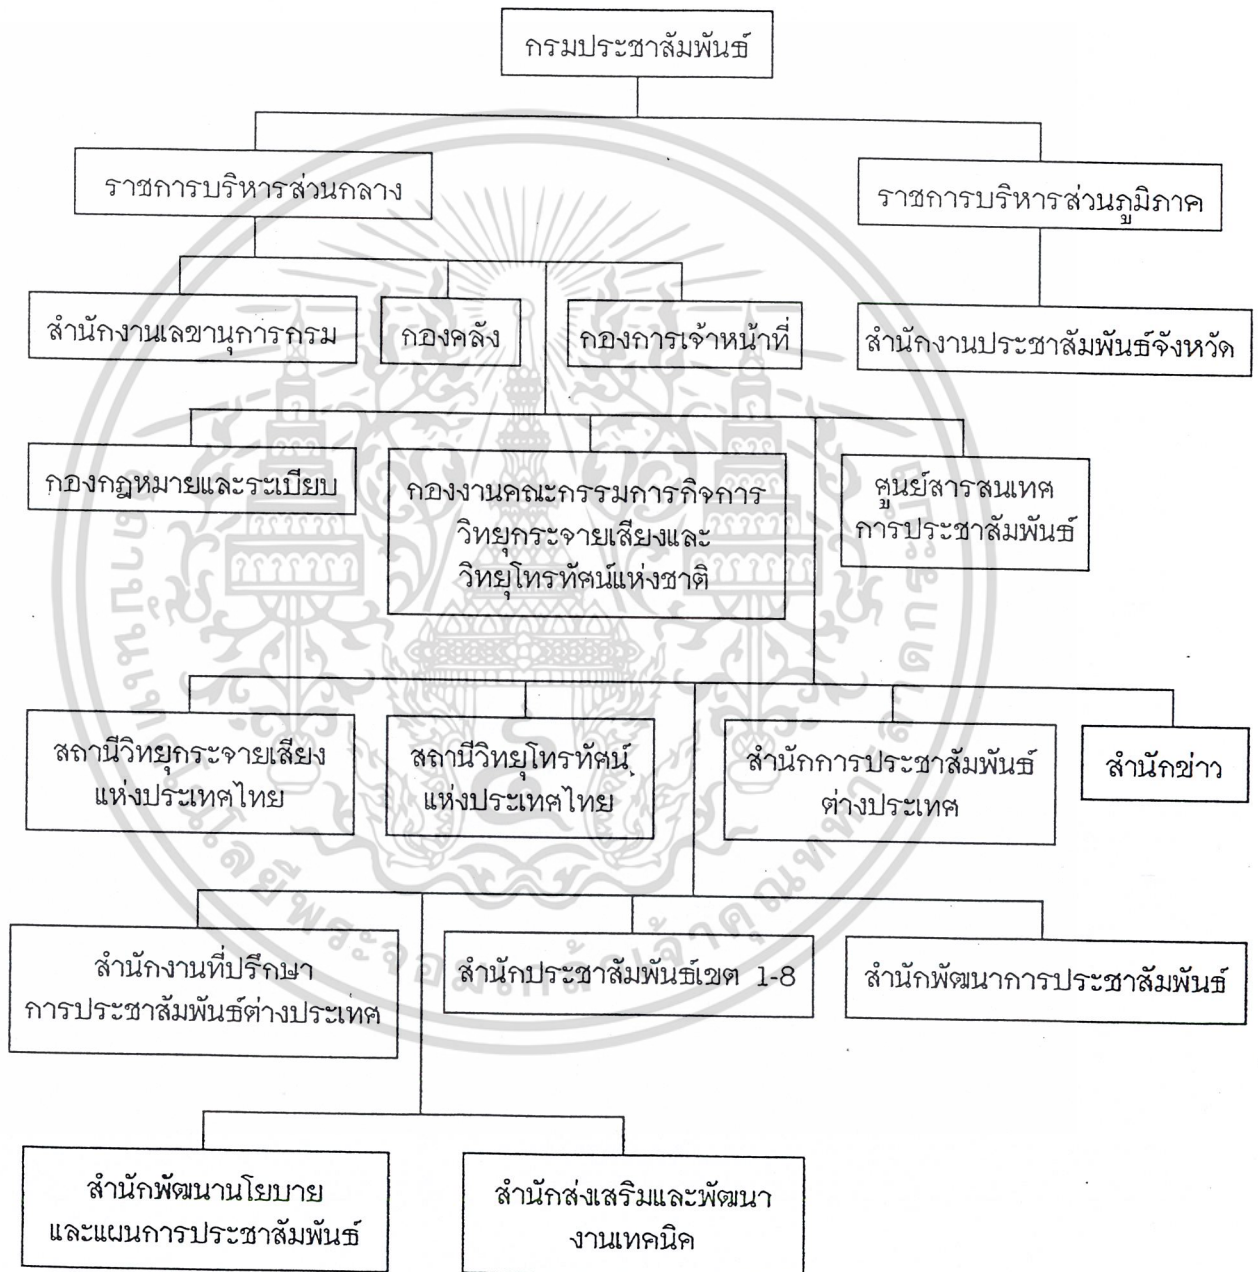 กรมประชาสัมพันธ์
ราชการบริหารส่วนกลาง
ราชการบริหารส่วนภูมิภาค
สำนักงานเลขานุการกรม
กองคลัง
กองการเจ้าหน้าที่
สำนักงานประชาสัมพันธ์จังหวัด
กองกฎหมายและระเบียบ
กองงานคณะกรรมการกิจการ
วิทยุกระจายเสียงและ
วิทยุโทรทัศน์แห่งชาติ
ศูนย์สารสนเทศ
การประชาสัมพันธ์
สถานีวิทยุกระจายเสียง
แห่งประเทศไทย
สถานีวิทยุโทรทัศน์
แห่งประเทศไทย
สำนักการประชาสัมพันธ์
ต่างประเทศ
สำนักข่าว
สำนักงานที่ปรึกษา
การประชาสัมพันธ์ต่างประเทศ
สำนักประชาสัมพันธ์เขต 1-8
สำนักพัฒนาการประชาสัมพันธ์
สำนักพัฒนานโยบาย
และแผนการประชาสัมพันธ์
สำนักส่งเสริมและพัฒนา
งานเทคนิค